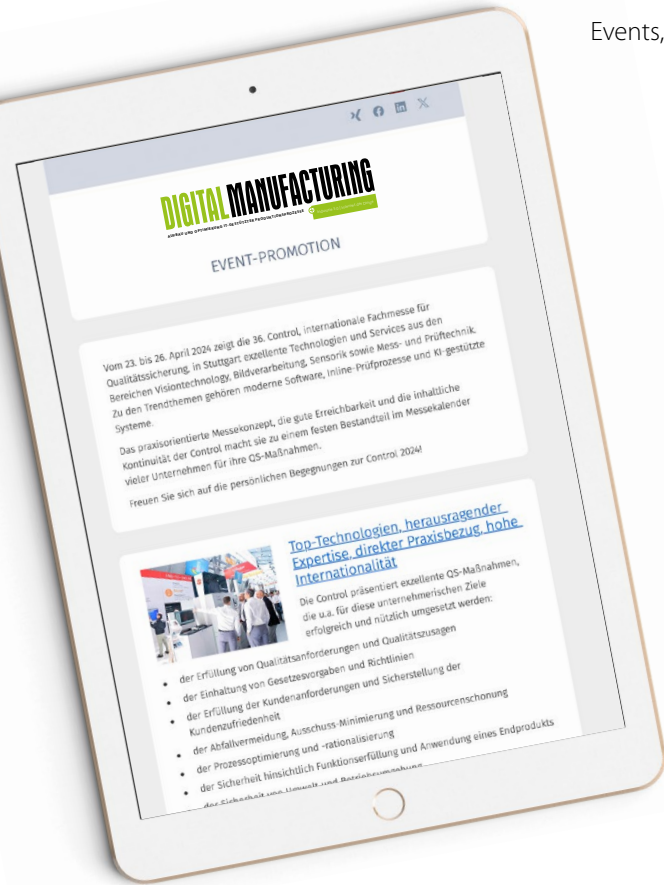 Events,
DIGITAL MANUFACTURING
EVENT-PROMOTION
Vom 23. bis 26. April 2024 zeigt die 36. Control, internationale Fachmesse für
Qualitätssicherung, in Stuttgart exzellente Technologien und Services aus den
Bereichen Visiontechnology, Bildverarbeitung, Sensorik sowie Mess- und Prüftechnik.
Zu den Trendthemen gehören moderne Software, Inline-Prüfprozesse und KI-gestützte
Systeme.
Das praxisorientierte Messekonzept, die gute Erreichbarkeit und die inhaltliche
Kontinuität der Control macht sie zu einem festen Bestandteil im Messekalender
vieler Unternehmen für ihre QS-Maßnahmen.
Freuen Sie sich auf die persönlichen Begegnungen zur Control 2024!
Top-Technologien, herausragender
Expertise, direkter Praxisbezug, hohe
Internationalität
Die Control präsentiert exzellente QS-Maßnahmen,
die u.a. für diese unternehmerischen Ziele
erfolgreich und nützlich umgesetzt werden:
• der Erfüllung von Qualitätsanforderungen und Qualitätszusagen
• der Einhaltung von Gesetzesvorgaben und Richtlinien
• der Erfüllung der Kundenanforderungen und Sicherstellung der
Kundenzufriedenheit
• der Abfallvermeidung, Ausschuss-Minimierung und Ressourcenschonung
• der Prozessoptimierung und -rationalisierung
• der Sicherheit hinsichtlich Funktionserfüllung und Anwendung eines Endprodukts
der Sicherheit von Umwelt und Betriebsumgebung